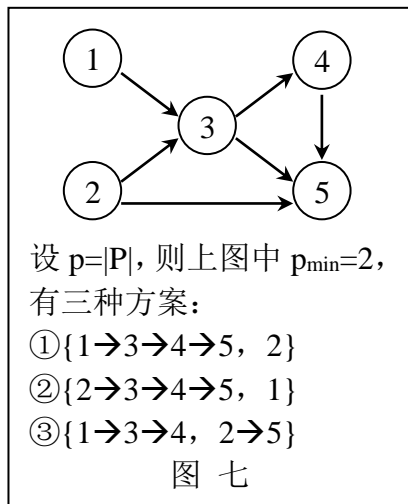 1
4
3
2
5
设 p=|P|，则上图中 pmin=2，
有三种方案：
①{1→3→4→5，2}
②{2→3→4→5，1}
③{1→3→4，2→5}
图 七